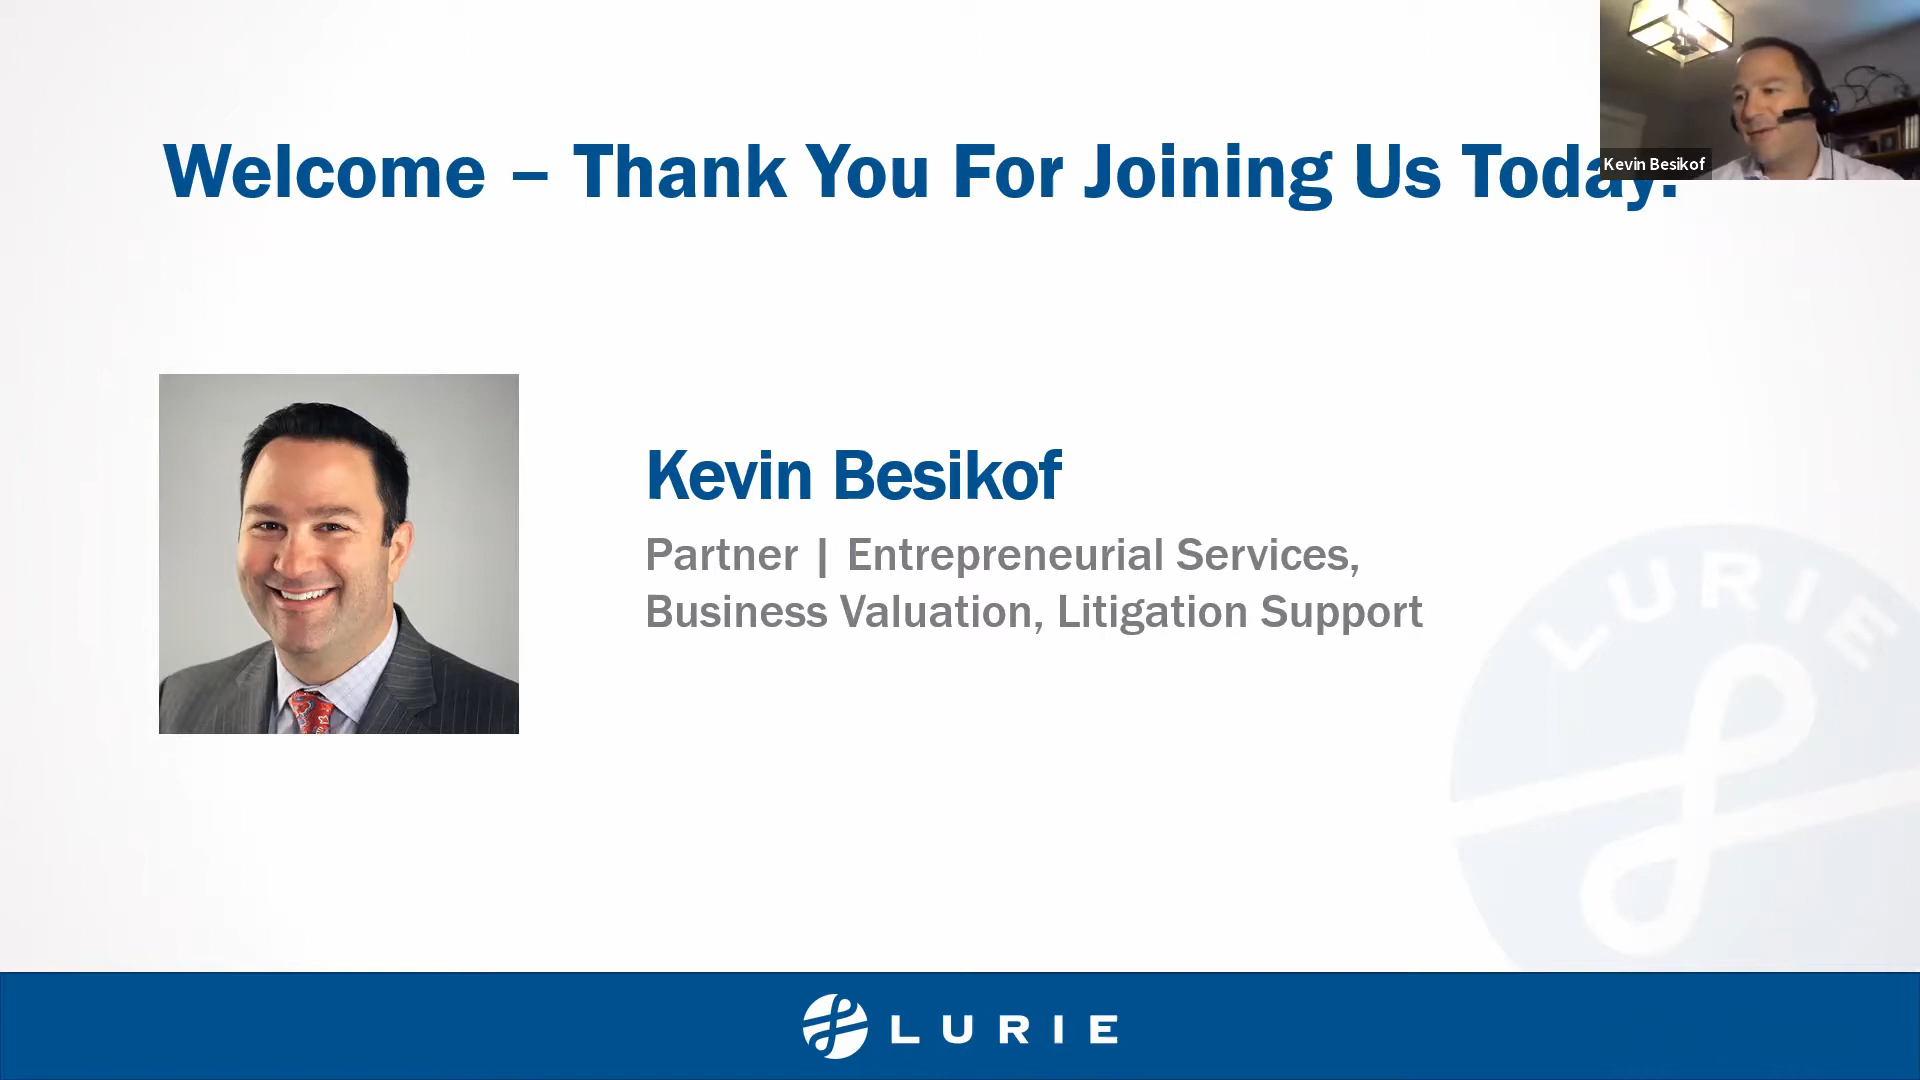 Welcome – Thank You For Joining Us Today.
Kevin Besikof
Kevin Besikof
Partner | Entrepreneurial Services,
Business Valuation, Litigation Support
LURIE
LURIE